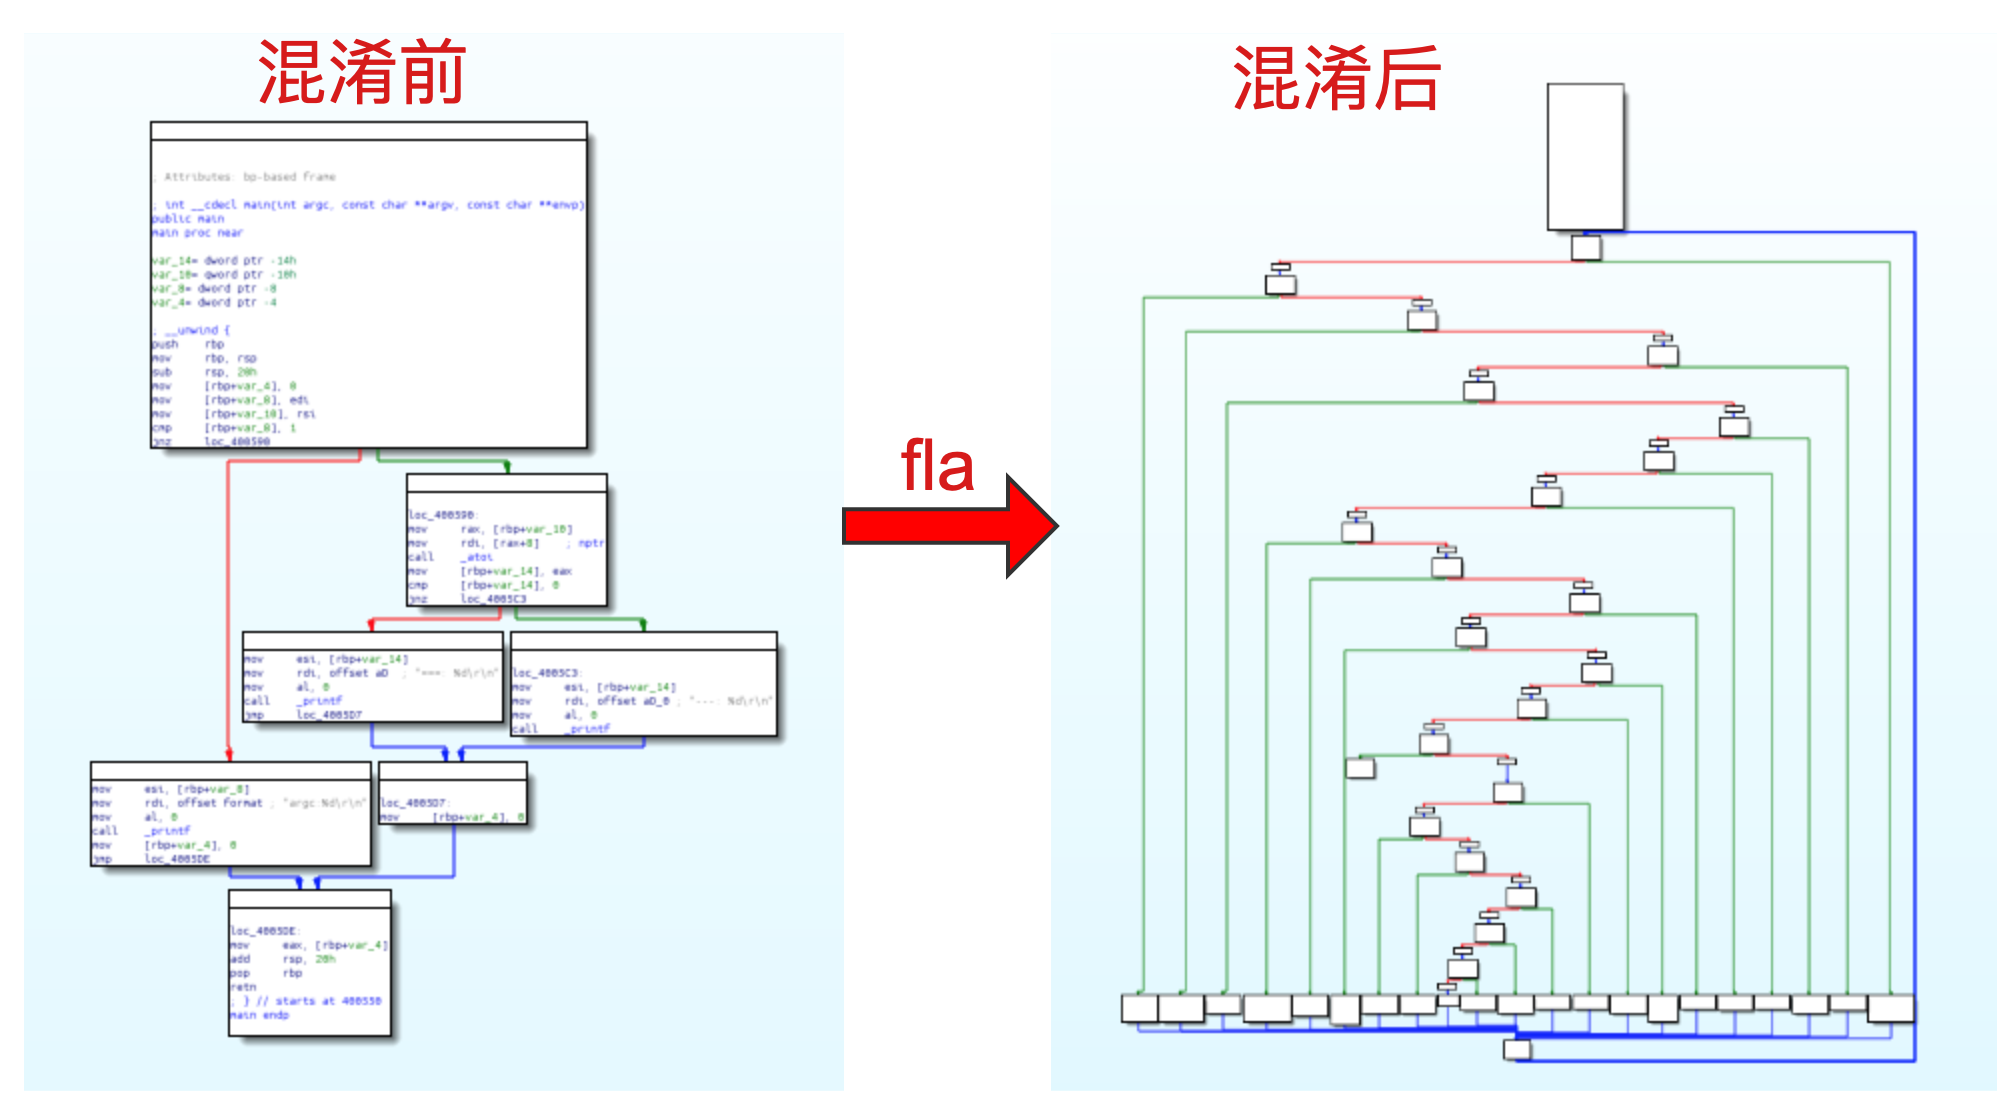 混淆前
; Attributes: bp-based frame
; int __cdecl main(int argc, const char **argv, const char **envp)
public main
main proc near
var_14= dword ptr -14h
var_10= qword ptr -10h
var_8= dword ptr -8
var_4= dword ptr -4
; __unwind {
push rbp
mov rbp, rsp
sub rsp, 20h
mov [rbp+var_4], 0
mov [rbp+var_8], edi
mov [rbp+var_10], rsi
cmp [rbp+var_8], 1
jnz loc_400590
loc_400590:
mov rax, [rbp+var_10]
mov rdi, [rax+8] ; nptr
call _atoi
mov [rbp+var_14], eax
cmp [rbp+var_14], 0
jnz loc_4005C3
mov esi, [rbp+var_14]
mov rdi, offset aD ; "===: %d\r\n"
mov al, 0
call _printf
jmp loc_4005D7
loc_4005C3:
mov esi, [rbp+var_14]
mov rdi, offset aD_0 ; "---: %d\r\n"
mov al, 0
call _printf
mov esi, [rbp+var_8]
mov rdi, offset format ; "argc:%d\r\n"
mov al, 0
call _printf
mov [rbp+var_4], 0
jmp loc_4005DE
loc_4005D7:
mov [rbp+var_4], 0
loc_4005DE:
mov eax, [rbp+var_4]
add rsp, 20h
pop rbp
retn
; } // starts at 400550
main endp
fla
混淆后